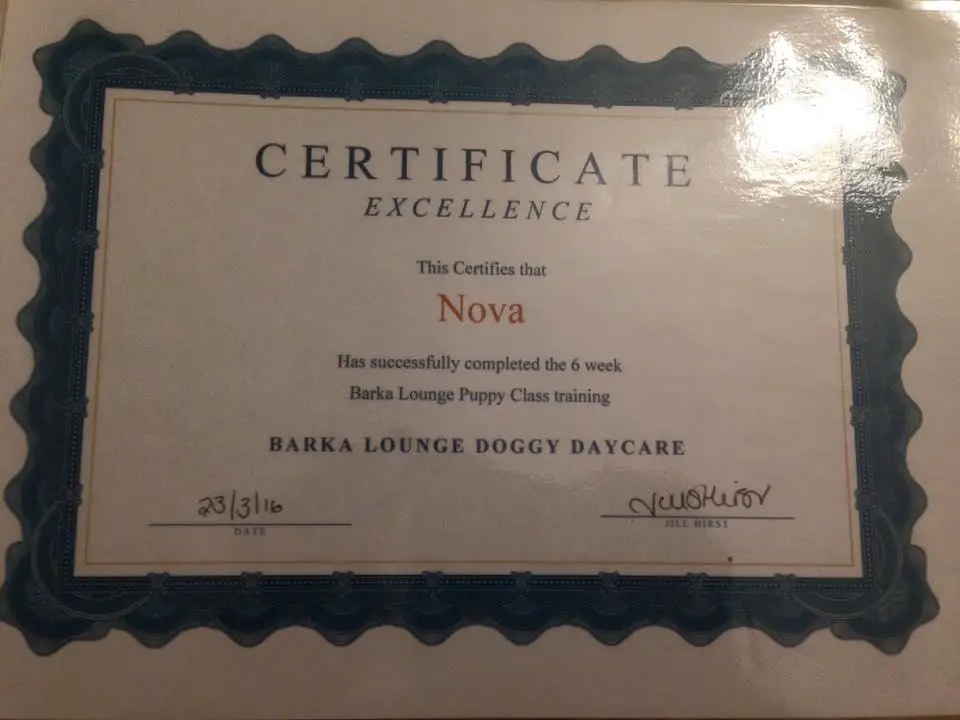 CERTIFICATE
EXCELLENCE
This Certifies that
Nova
Has successfully completed the 6 week
Barka Lounge Puppy Class training
BARKA LOUNGE DOGGY DAYCARE
23/3/16
DATE
JILL HIRST